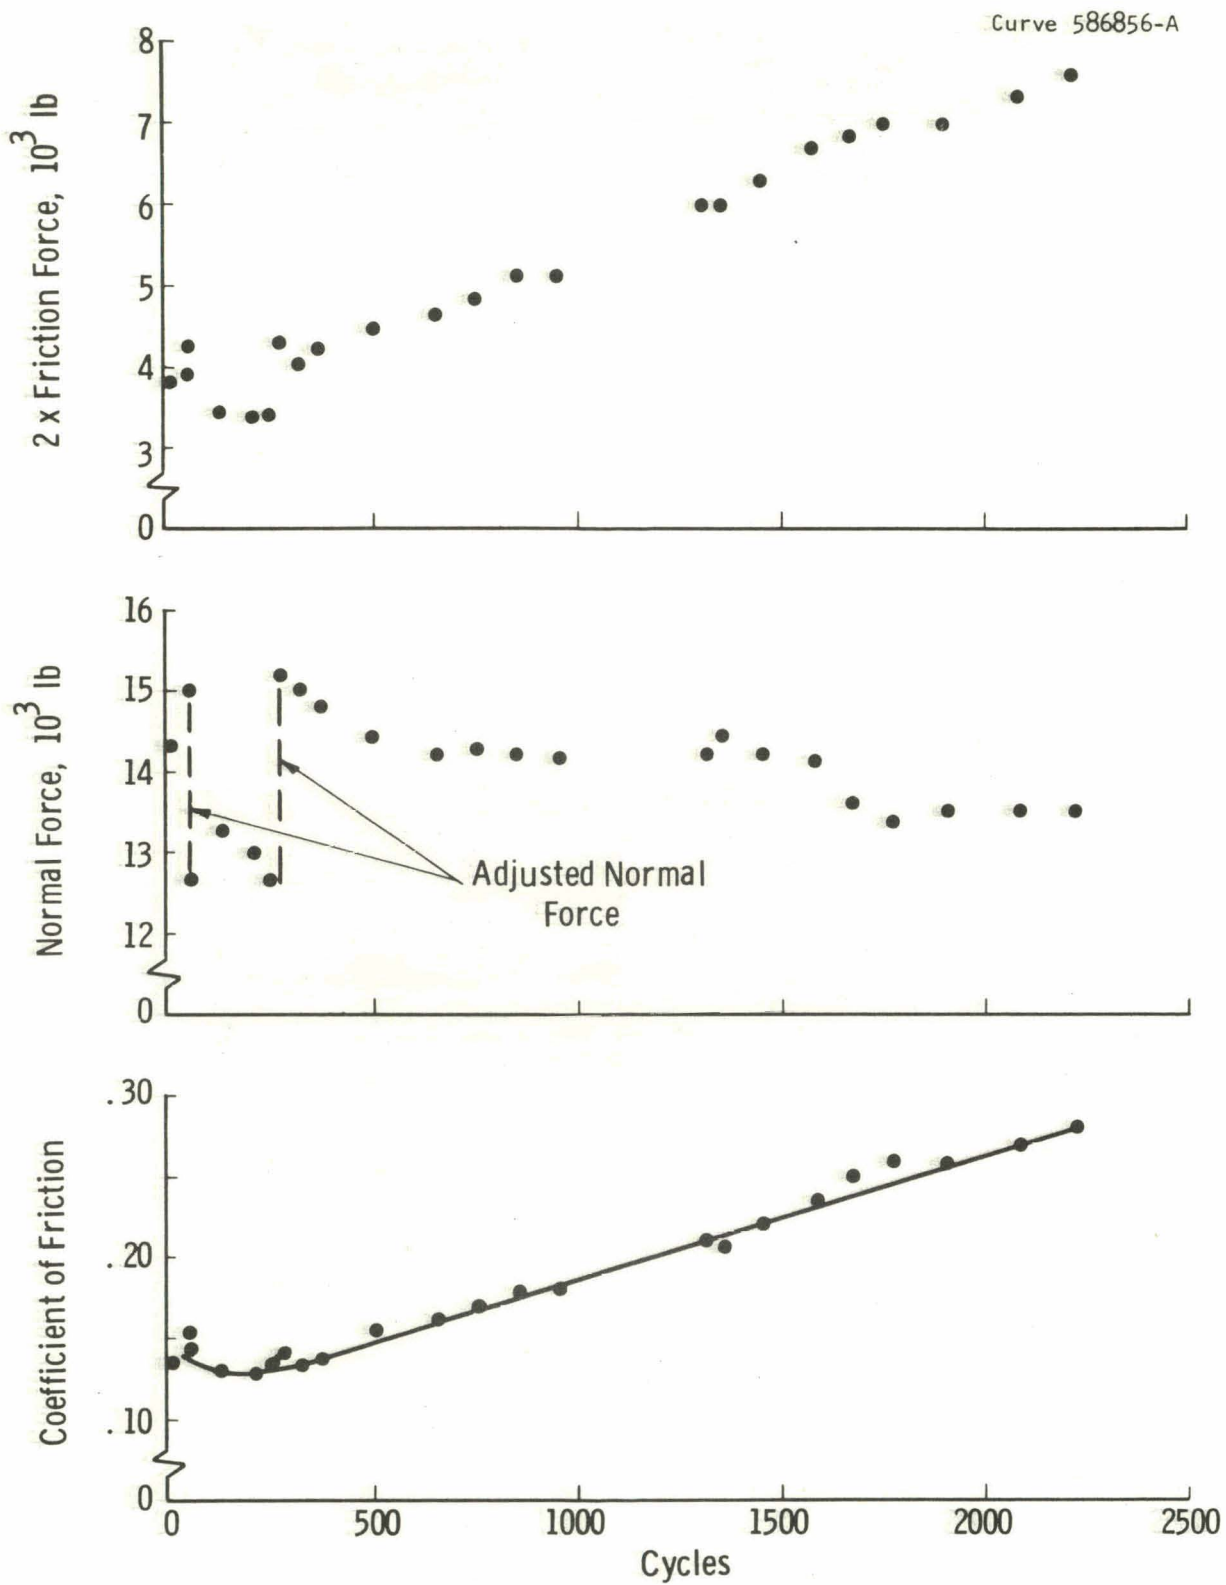 Curve 586856-A
8
7
6
5
4
3
0
2 x Friction Force, 10³ lb
16
15
14
13
12
0
Normal Force, 10³ lb
Adjusted Normal
Force
.30
.20
.10
0
Coefficient of Friction
0 500 1000 1500 2000 2500
Cycles